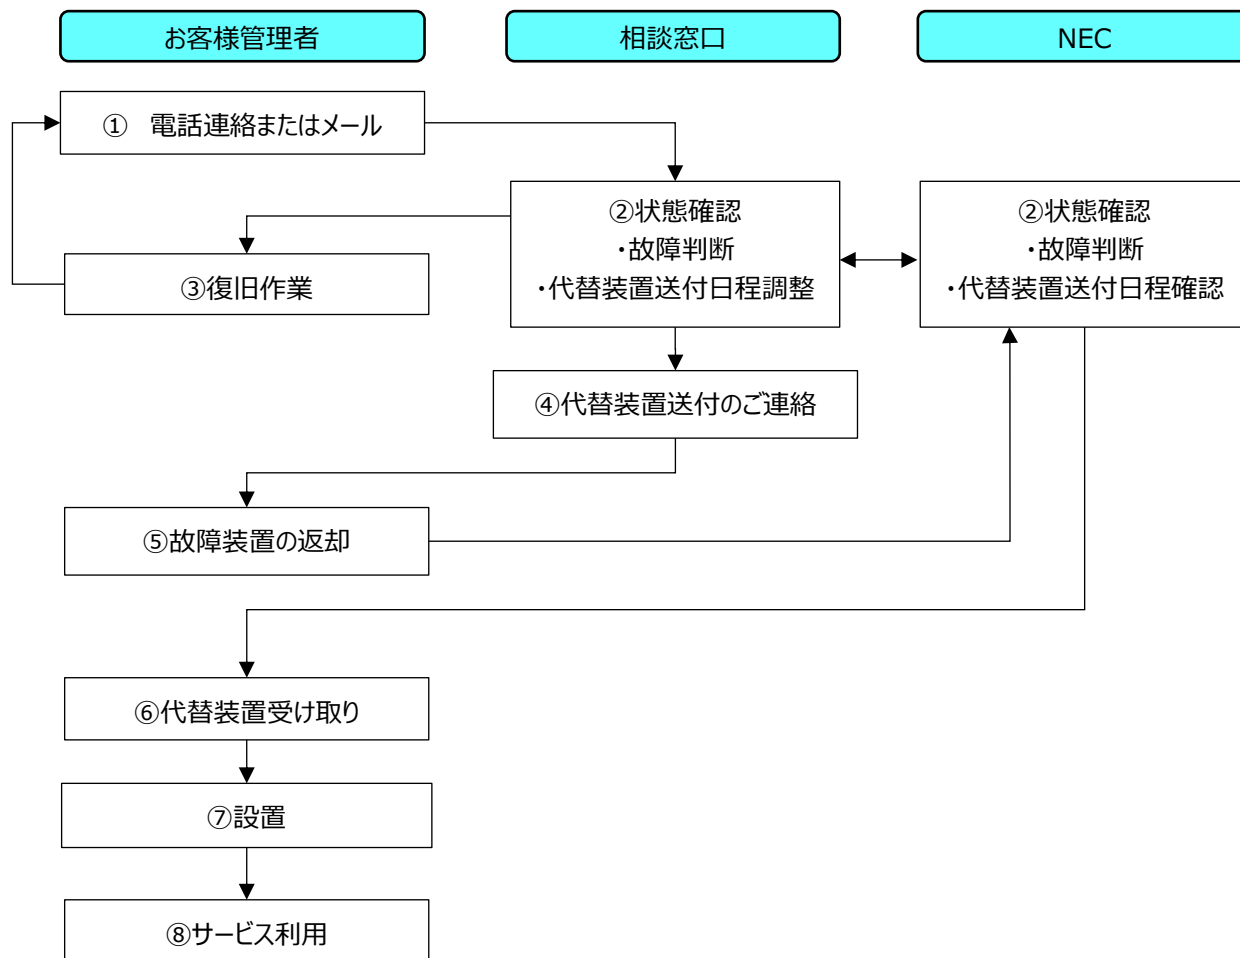 お客様管理者
相談窓口
NEC
① 電話連絡またはメール
②状態確認
・故障判断
・代替装置送付日程調整
②状態確認
・故障判断
・代替装置送付日程確認
③復旧作業
④代替装置送付のご連絡
⑤故障装置の返却
⑥代替装置受け取り
⑦設置
⑧サービス利用